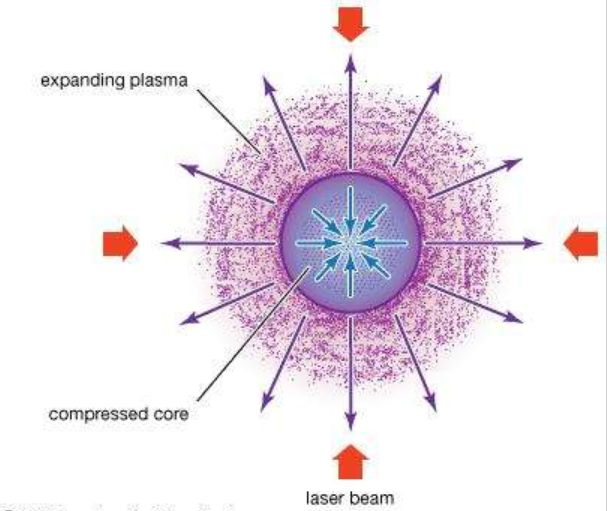 expanding plasma
compressed core
laser beam